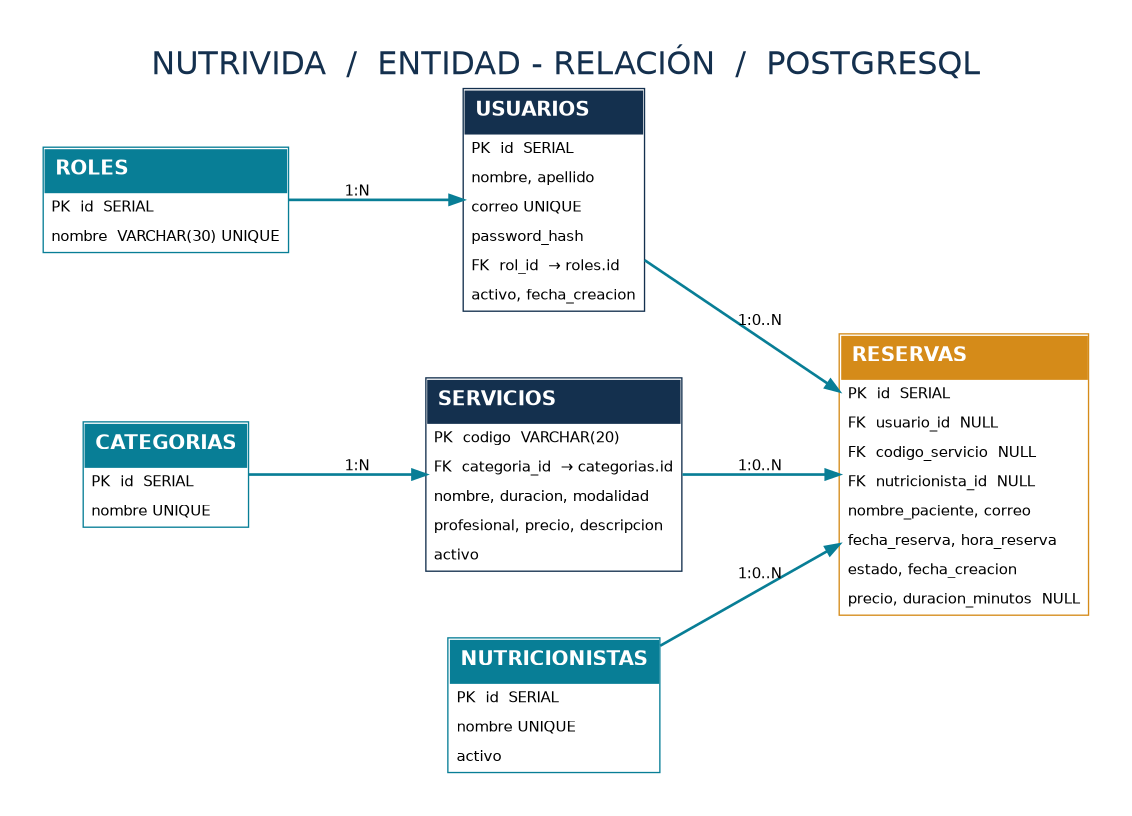 NUTRIVIDA / ENTIDAD - RELACIÓN / POSTGRESQL
USUARIOS
PK id SERIAL
nombre, apellido
correo UNIQUE
password_hash
FK rol_id → roles.id
activo, fecha_creacion
ROLES
PK id SERIAL
nombre VARCHAR(30) UNIQUE
1:N
1:0..N
RESERVAS
PK id SERIAL
FK usuario_id NULL
FK codigo_servicio NULL
FK nutricionista_id NULL
nombre_paciente, correo
fecha_reserva, hora_reserva
estado, fecha_creacion
precio, duracion_minutos NULL
SERVICIOS
PK codigo VARCHAR(20)
FK categoria_id → categorias.id
nombre, duracion, modalidad
profesional, precio, descripcion
activo
CATEGORIAS
PK id SERIAL
nombre UNIQUE
1:N
1:0..N
1:0..N
NUTRICIONISTAS
PK id SERIAL
nombre UNIQUE
activo